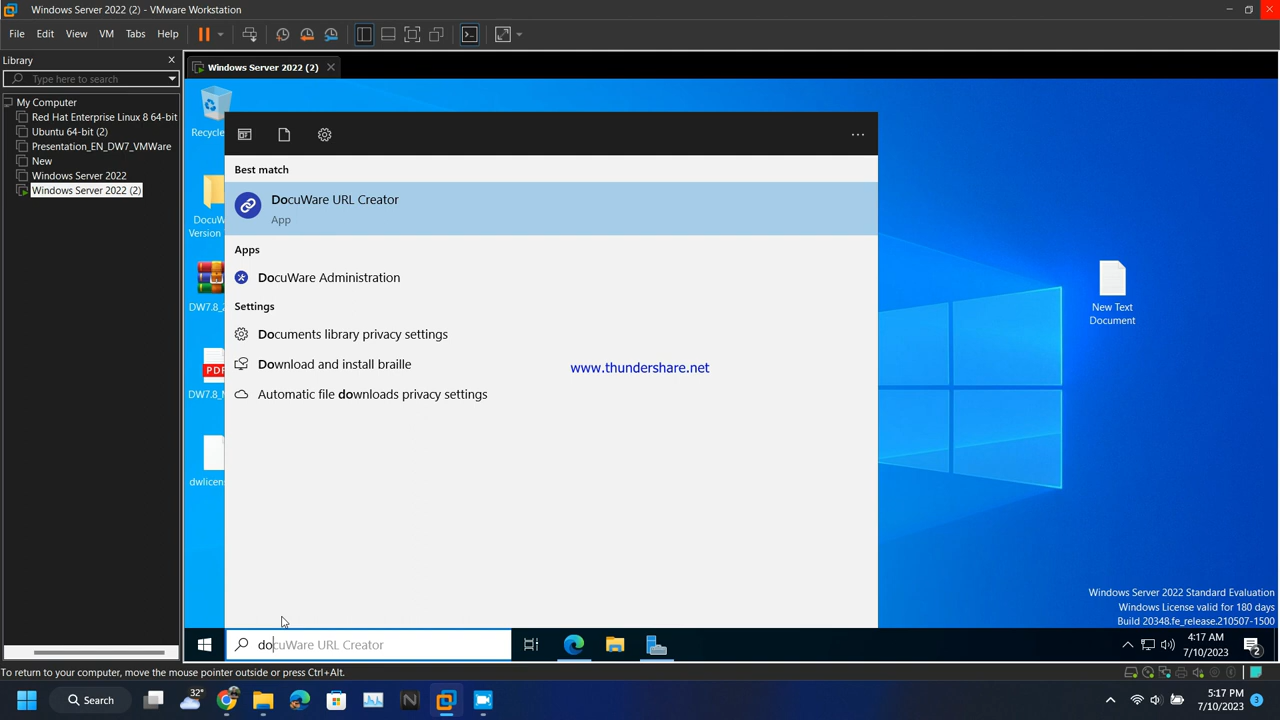 Windows Server 2022 (2) - VMware Workstation
File Edit View VM Tabs Help
Library
Type here to search
My Computer
Red Hat Enterprise Linux 8 64-bit
Ubuntu 64-bit (2)
Presentation_EN_DW7_VMWare
New
Windows Server 2022
Windows Server 2022 (2)
Windows Server 2022 (2)
Recycle
DocuW
Version
DW7.8_2
PDF
DW7.8_N
dwlicen
Best match
DocuWare URL Creator
App
Apps
DocuWare Administration
Settings
Documents library privacy settings
Download and install braille
Automatic file downloads privacy settings
www.thundershare.net
New Text
Document
Windows Server 2022 Standard Evaluation
Windows License valid for 180 days
Build 20348.fe_release.210507-1500
docuWare URL Creator
4:17 AM
7/10/2023
2
To return to your computer, move the mouse pointer outside or press Ctrl+Alt.
Search
32°
5:17 PM
7/10/2023
3